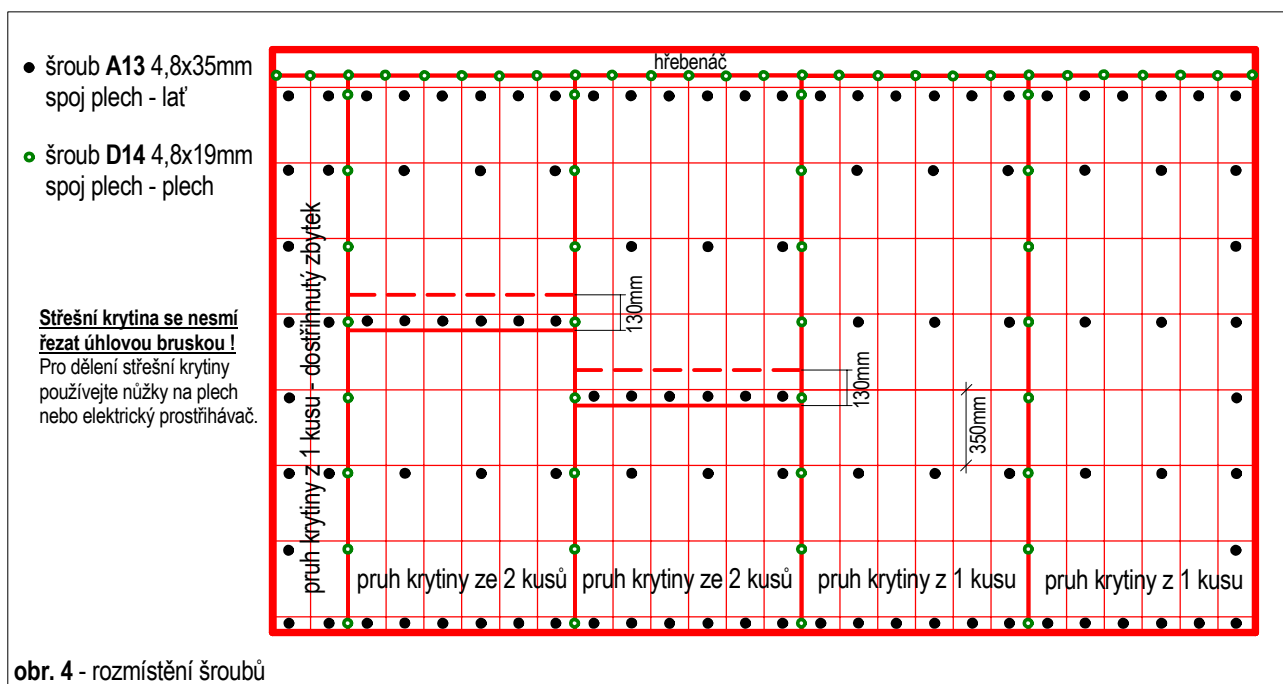 šroub A13 4,8x35mm
spoj plech - lať
šroub D14 4,8x19mm
spoj plech - plech
Střešní krytina se nesmí
řezat úhlovou bruskou !
Pro dělení střešní krytiny
používejte nůžky na plech
nebo elektrický prostřihávač.
hřebenáč
130mm
130mm
350mm
pruh krytiny z 1 kusu - dostřihnutý zbytek
pruh krytiny ze 2 kusů
pruh krytiny ze 2 kusů
pruh krytiny z 1 kusu
pruh krytiny z 1 kusu
obr. 4 - rozmístění šroubů